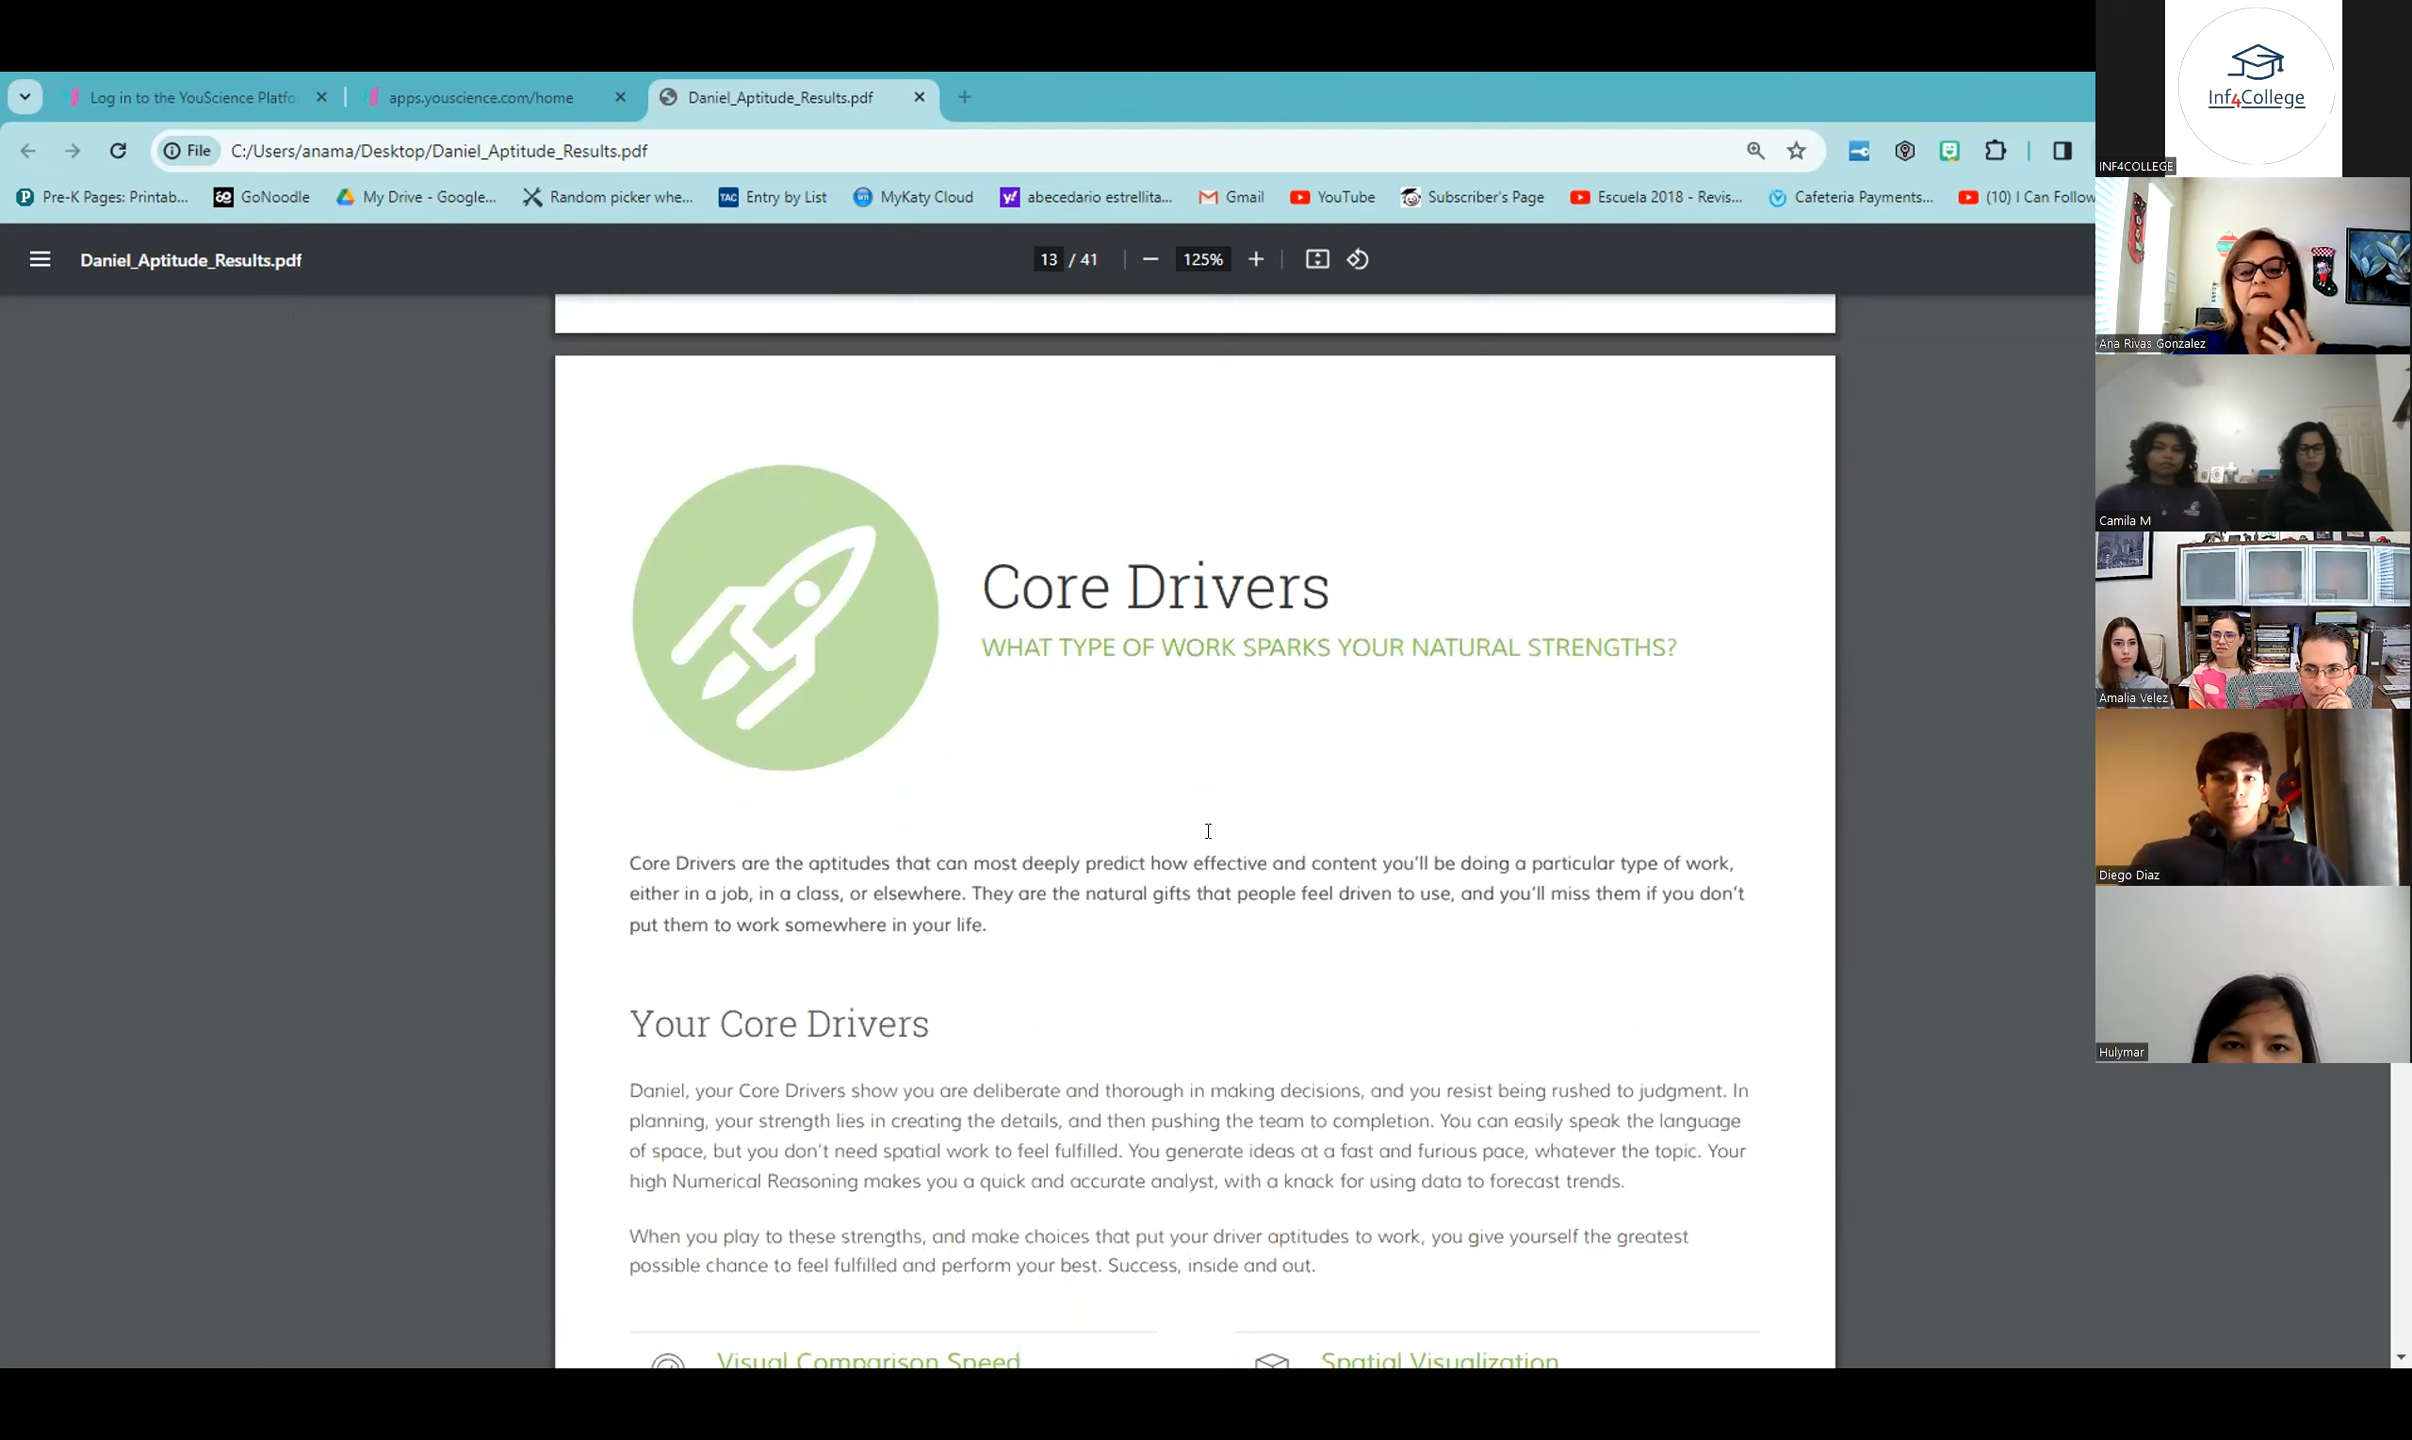 Log in to the YouScience Platfo
apps.youscience.com/home
Daniel_Aptitude_Results.pdf
File
C:/Users/anama/Desktop/Daniel_Aptitude_Results.pdf
Pre-K Pages: Printab...
GoNoodle
My Drive - Google...
Random picker whe...
TAC
Entry by List
MyKaty Cloud
abecedario estrellita...
Gmail
YouTube
Subscriber's Page
Escuela 2018 - Revis...
Cafeteria Payments...
(10) I Can Follow
Daniel_Aptitude_Results.pdf
13 / 41
125%
Core Drivers
WHAT TYPE OF WORK SPARKS YOUR NATURAL STRENGTHS?
Core Drivers are the aptitudes that can most deeply predict how effective and content you'll be doing a particular type of work,
either in a job, in a class, or elsewhere. They are the natural gifts that people feel driven to use, and you'll miss them if you don't
put them to work somewhere in your life.
Your Core Drivers
Daniel, your Core Drivers show you are deliberate and thorough in making decisions, and you resist being rushed to judgment. In
planning, your strength lies in creating the details, and then pushing the team to completion. You can easily speak the language
of space, but you don't need spatial work to feel fulfilled. You generate ideas at a fast and furious pace, whatever the topic. Your
high Numerical Reasoning makes you a quick and accurate analyst, with a knack for using data to forecast trends.
When you play to these strengths, and make choices that put your driver aptitudes to work, you give yourself the greatest
possible chance to feel fulfilled and perform your best. Success, inside and out.
Visual Comparison Speed
Spatial Visualization
Inf4College
INF4COLLEGE
Ana Rivas Gonzalez
Camila M
Amalia Velez
Diego Diaz
Hulymar